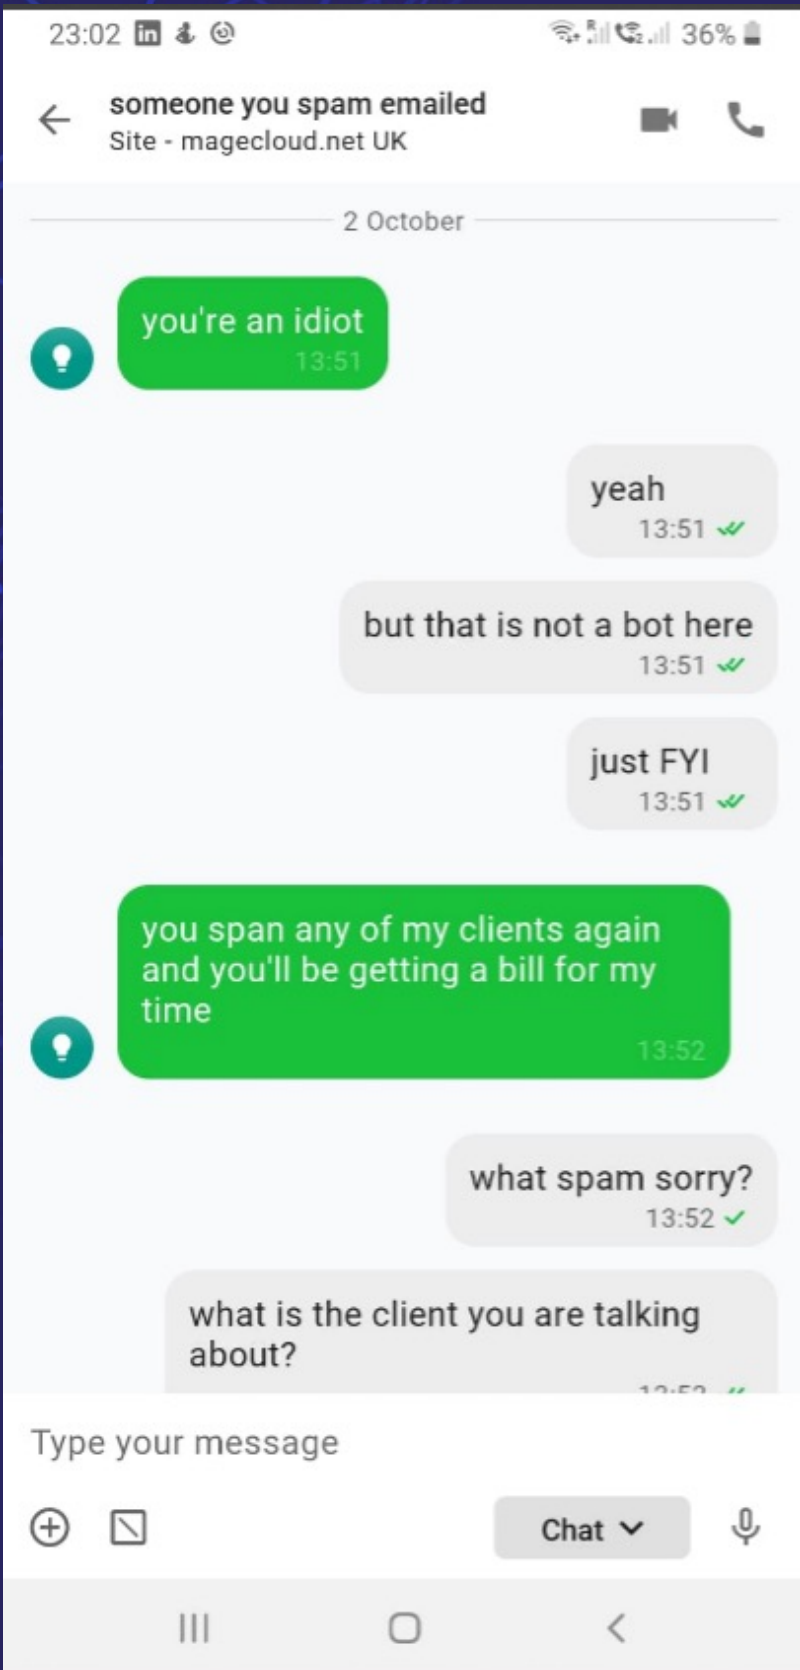 23:02 in 36%
someone you spam emailed
Site - magecloud.net UK
2 October
you're an idiot
13:51
yeah
13:51
but that is not a bot here
13:51
just FYI
13:51
you span any of my clients again
and you'll be getting a bill for my
time
13:52
what spam sorry?
13:52
what is the client you are talking
about?
Type your message
Chat